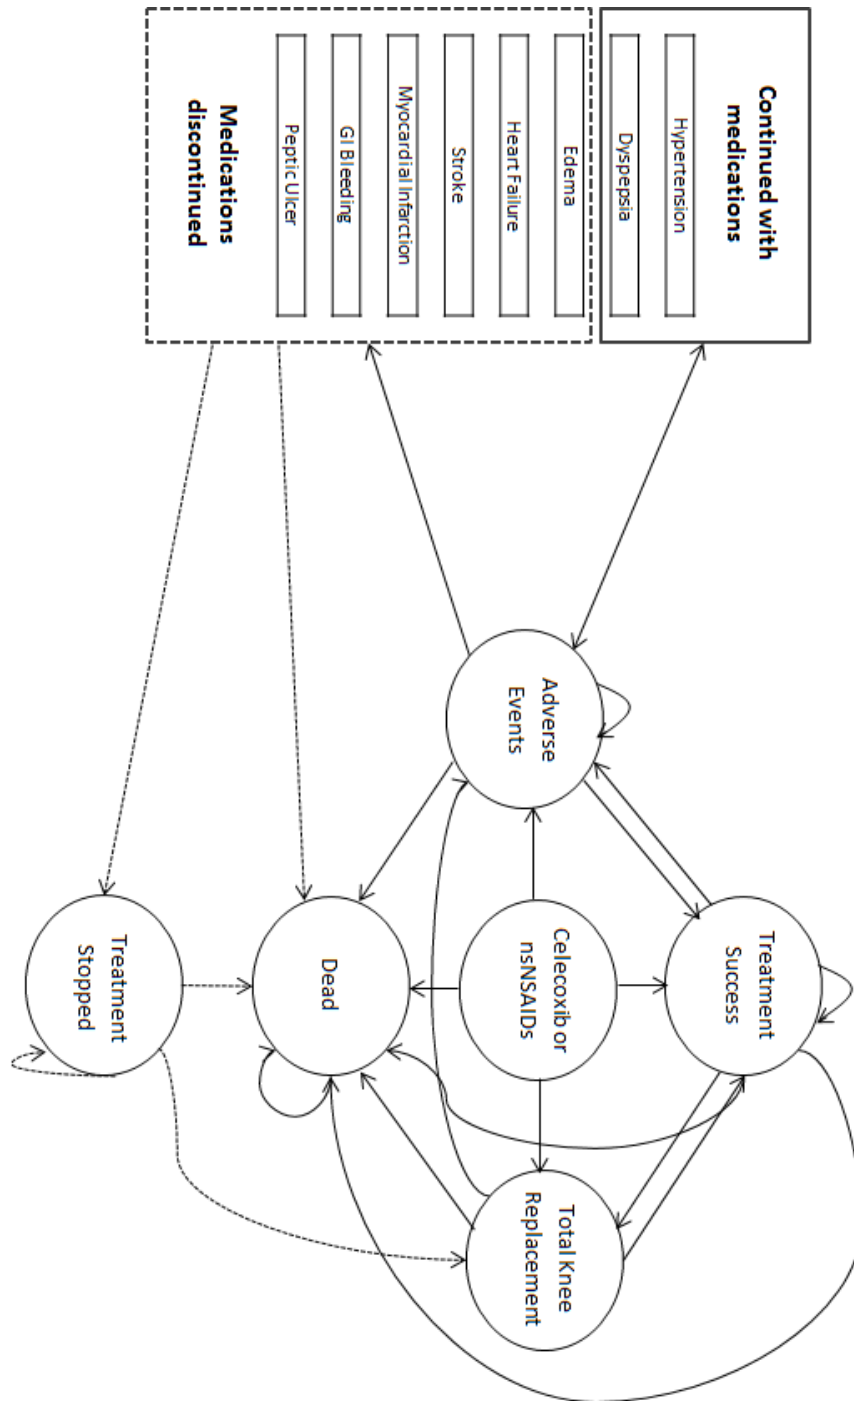 Continued with
medications
Hypertension
Dyspepsia
Edema
Heart Failure
Stroke
Myocardial Infarction
GI Bleeding
Peptic Ulcer
Medications
discontinued
Adverse
Events
Treatment
Success
Celecoxib or
nsNSAIDs
Total Knee
Replacement
Dead
Treatment
Stopped